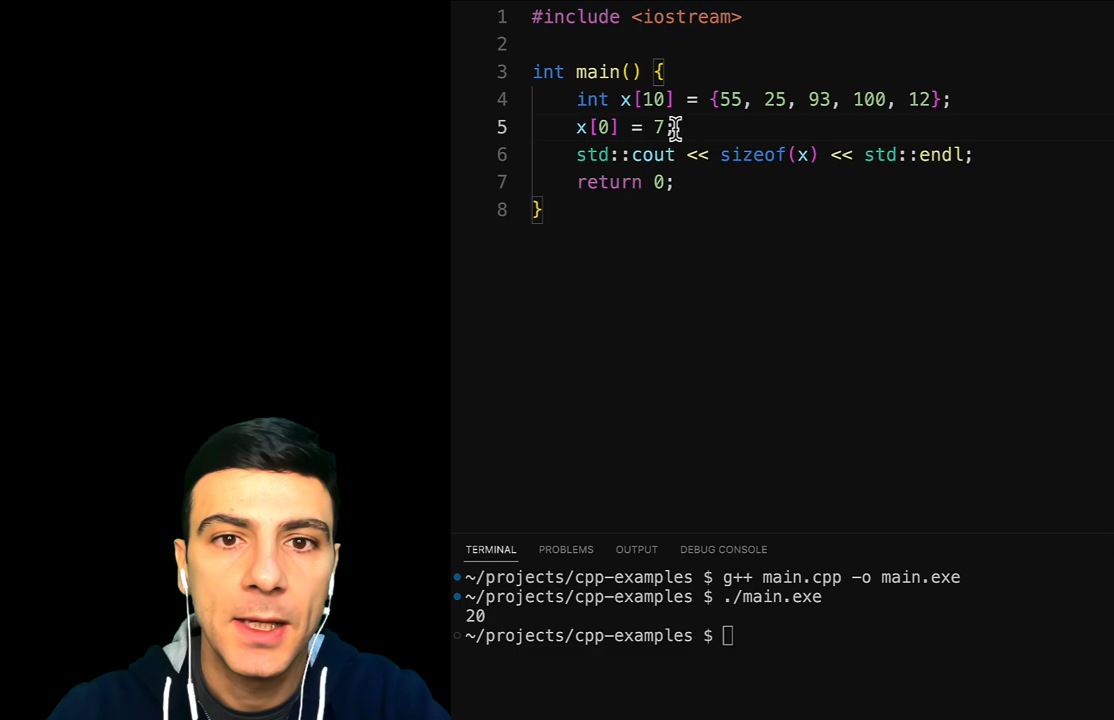 1 #include <iostream>
2
3 int main() {
4 int x[10] = {55, 25, 93, 100, 12};
5 x[0] = 7;
6 std::cout << sizeof(x) << std::endl;
7 return 0;
8 }
TERMINAL PROBLEMS OUTPUT DEBUG CONSOLE
~/projects/cpp-examples $ g++ main.cpp -o main.exe
~/projects/cpp-examples $ ./main.exe
20
~/projects/cpp-examples $